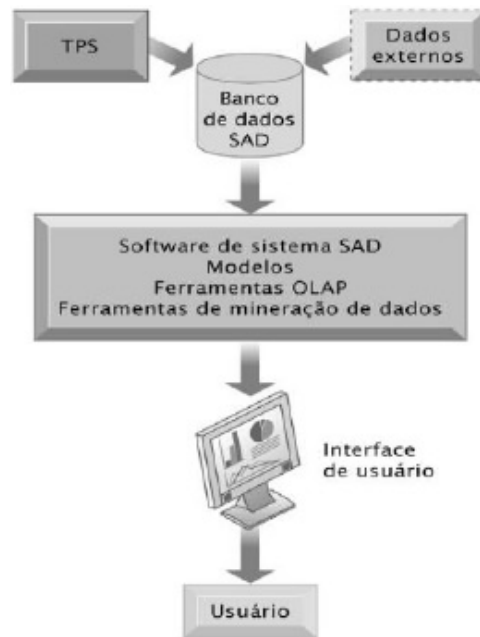 TPS
Dados
externos
Banco
de dados
SAD
Software de sistema SAD
Modelos
Ferramentas OLAP
Ferramentas de mineração de dados
Interface
de usuário
Usuário